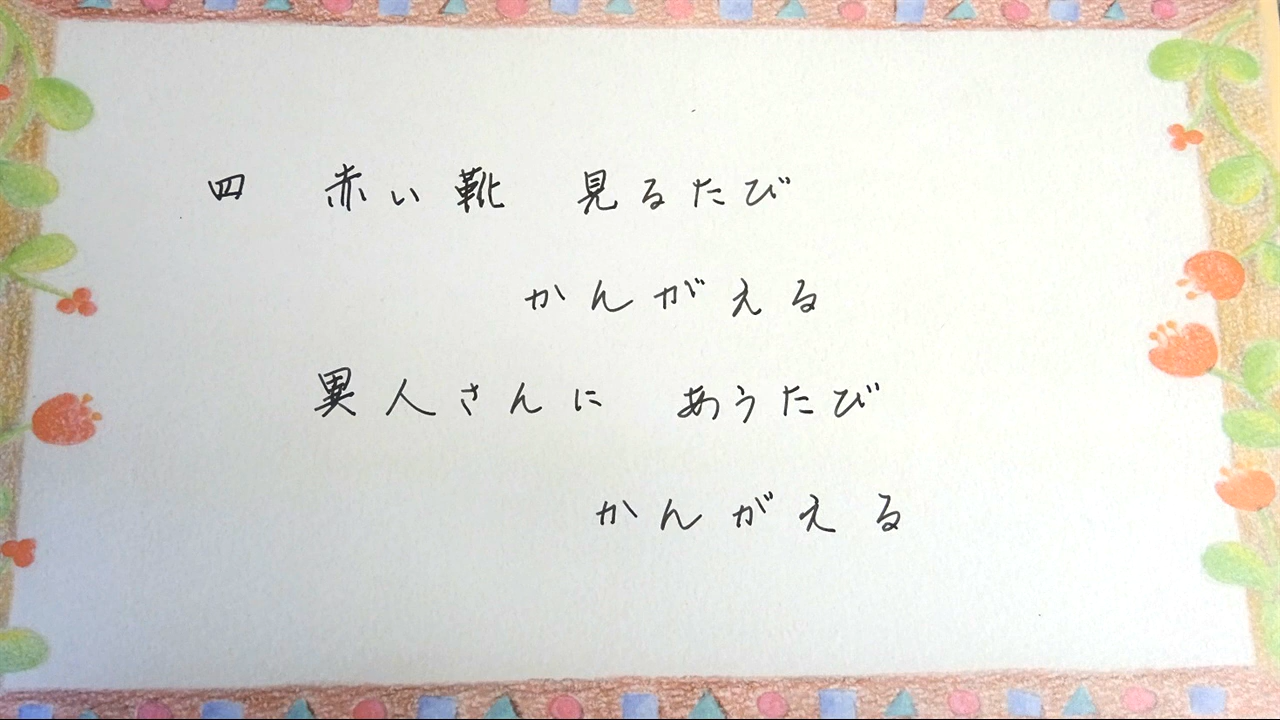 四　赤い靴　見るたび
かんがえる
異人さんに　あうたび
かんがえる